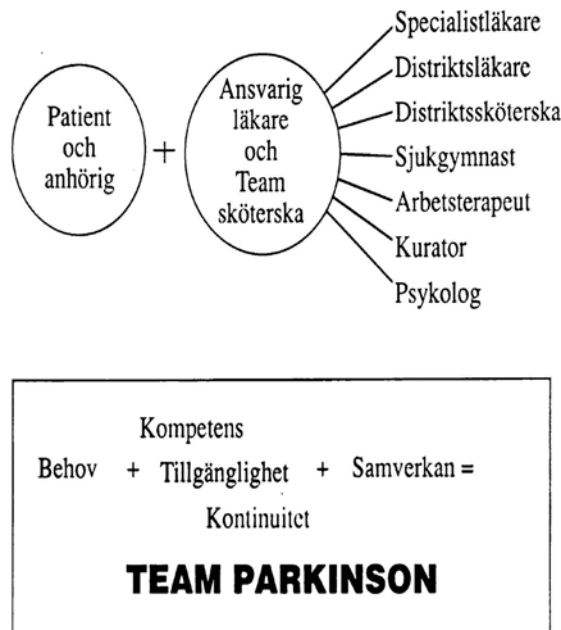 Patient
och
anhörig
+
Ansvarig
läkare
och
Team
sköterska
Specialistläkare
Distriktsläkare
Distriktssköterska
Sjukgymnast
Arbetsterapeut
Kurator
Psykolog
Kompetens
Behov + Tillgänglighet + Samverkan =
Kontinuitet
TEAM PARKINSON